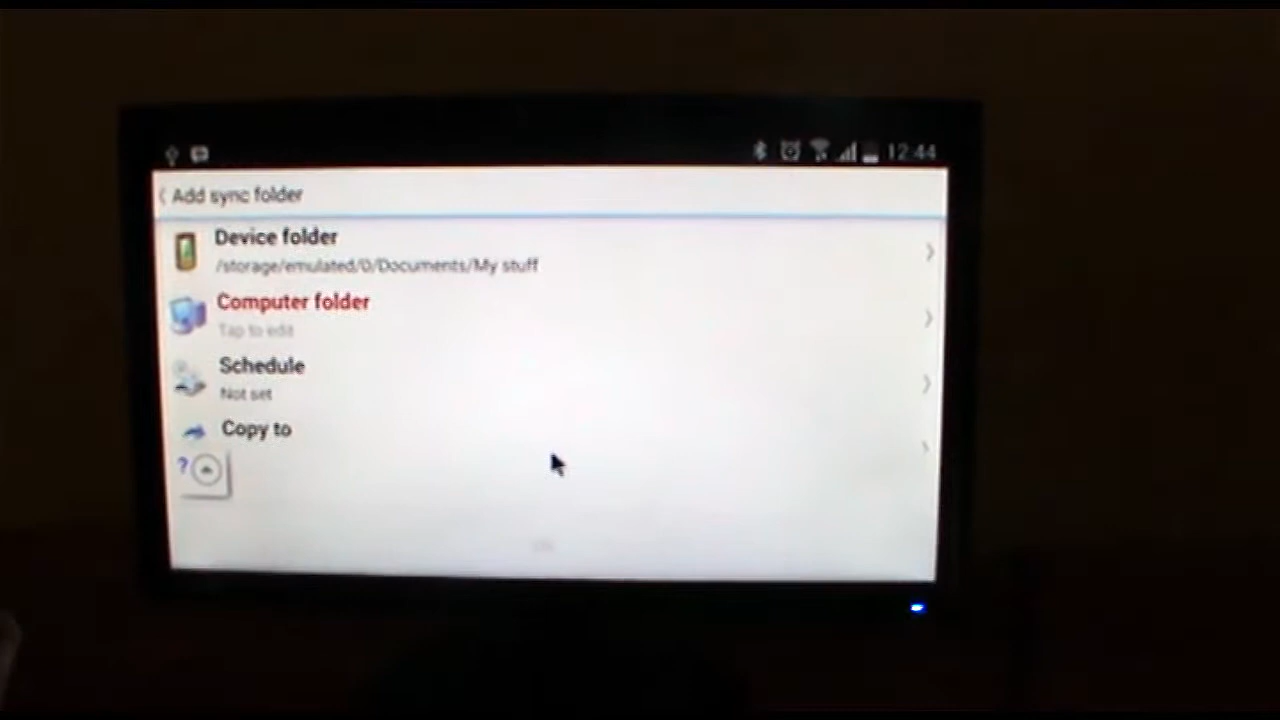 12:44
Add sync folder
Device folder
/storage/emulated/0/Documents/My stuff
Computer folder
Tap to edit
Schedule
Not set
Copy to
?